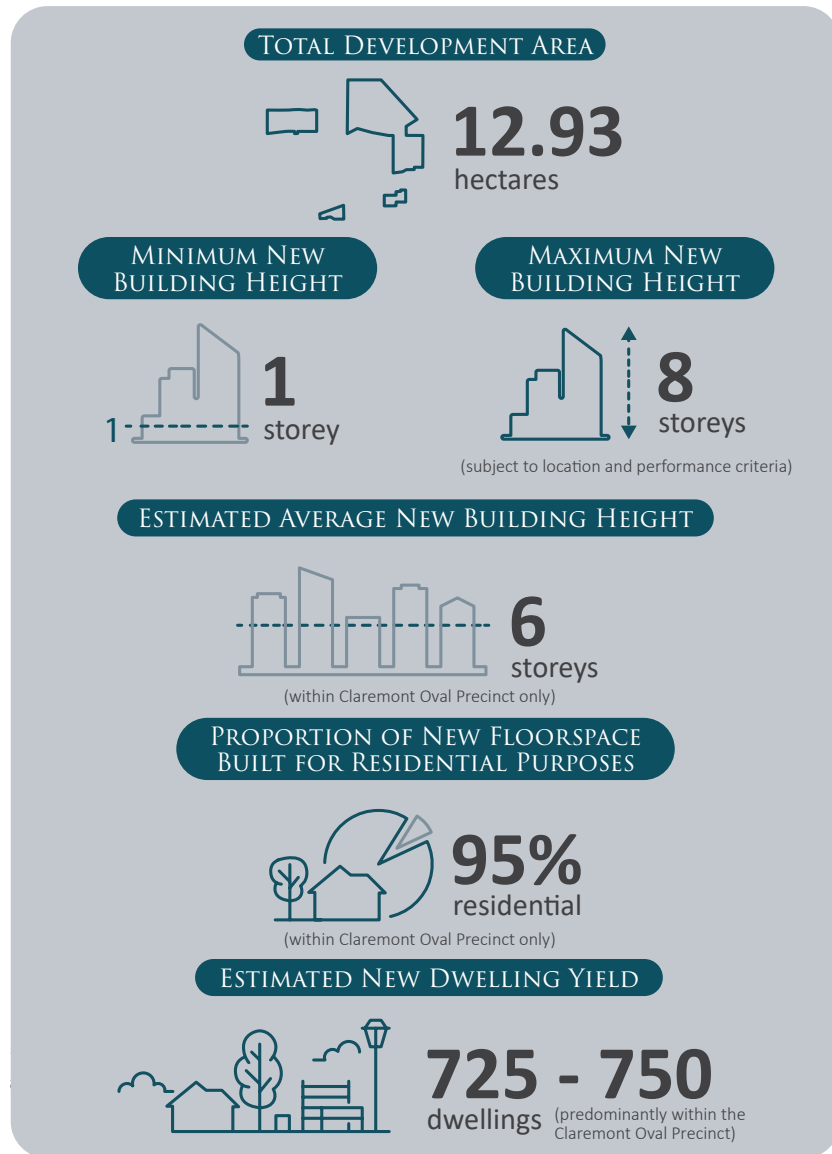 TOTAL DEVELOPMENT AREA
12.93
hectares
MINIMUM NEW
BUILDING HEIGHT
1
1
storey
MAXIMUM NEW
BUILDING HEIGHT
8
storeys
(subject to location and performance criteria)
ESTIMATED AVERAGE NEW BUILDING HEIGHT
6
storeys
(within Claremont Oval Precinct only)
PROPORTION OF NEW FLOORSPACE
BUILT FOR RESIDENTIAL PURPOSES
95%
residential
(within Claremont Oval Precinct only)
ESTIMATED NEW DWELLING YIELD
725 - 750
dwellings (predominantly within the
Claremont Oval Precinct)